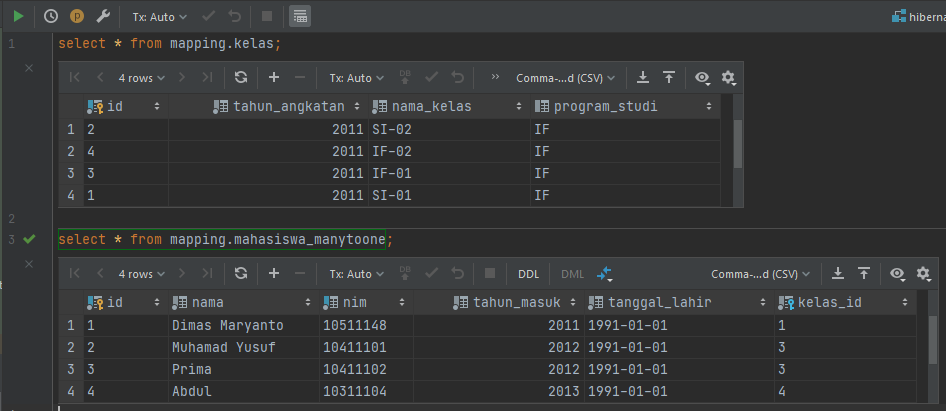 Tx: Auto
hiberna
1 select * from mapping.kelas;
4 rows Tx: Auto DB Comma-...d (CSV)
id tahun_angkatan nama_kelas program_studi
1 2 2011 SI-02 IF
2 4 2011 IF-02 IF
3 3 2011 IF-01 IF
4 1 2011 SI-01 IF
2
3 select * from mapping.mahasiswa_manytoone;
4 rows Tx: Auto DB DDL DML Comma-...d (CSV)
id nama nim tahun_masuk tanggal_lahir kelas_id
1 1 Dimas Maryanto 10511148 2011 1991-01-01 1
2 2 Muhamad Yusuf 10411101 2012 1991-01-01 3
3 3 Prima 10411102 2012 1991-01-01 3
4 4 Abdul 10311104 2013 1991-01-01 4